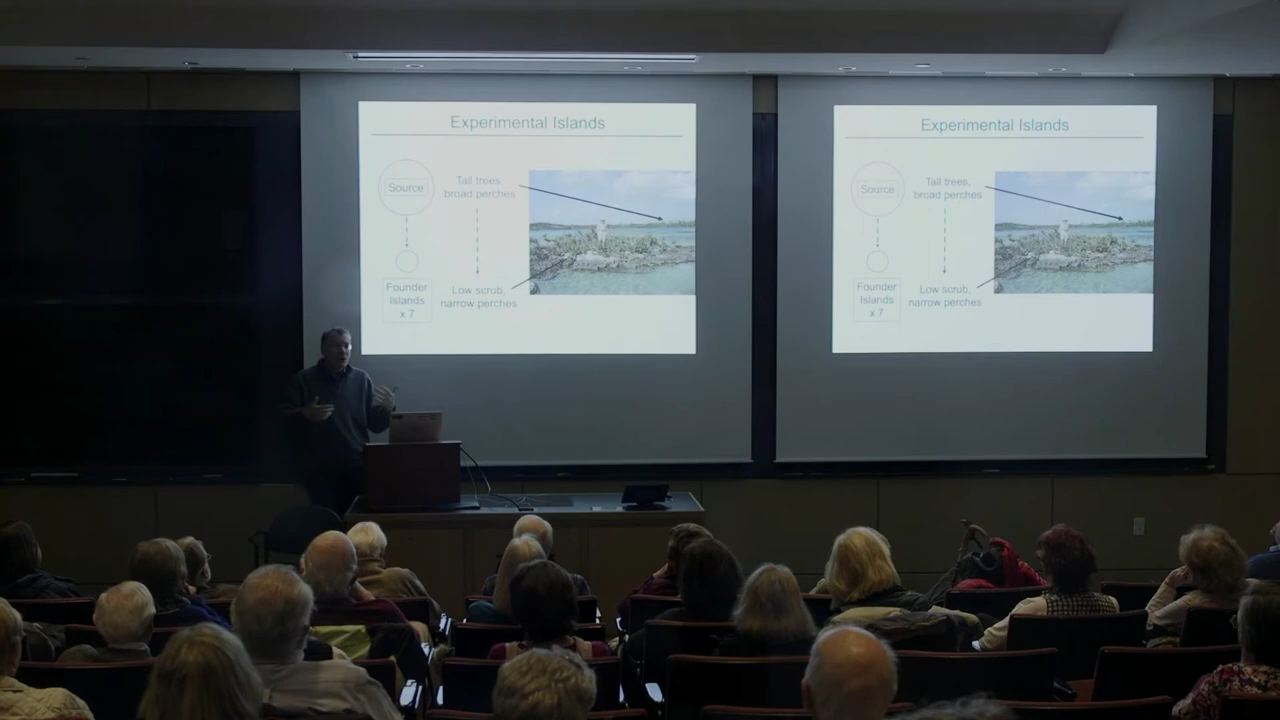 Experimental Islands
Source
Tall trees,
broad perches
Founder
Islands
x 7
Low scrub,
narrow perches
Experimental Islands
Source
Tall trees,
broad perches
Founder
Islands
x 7
Low scrub,
narrow perches